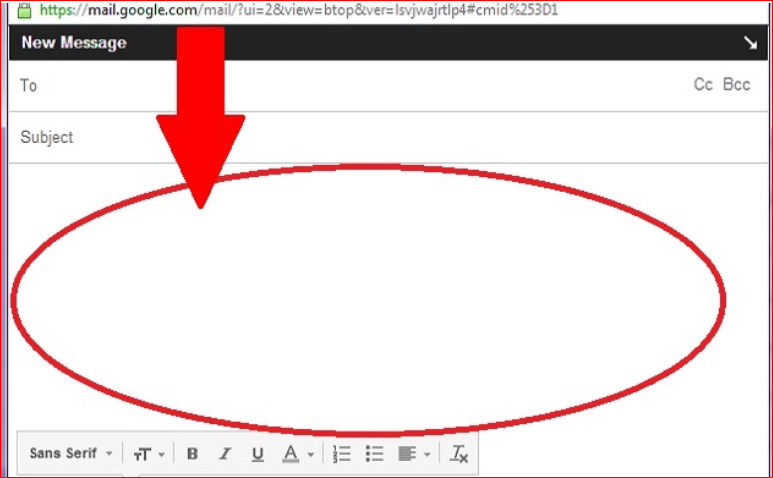 https://mail.google.com/mail/?ui=2&view=btop&ver=lsvjwajrtlp4#cmid%253D1
New Message
To Cc Bcc
Subject
Sans Serif T T B I U A T x